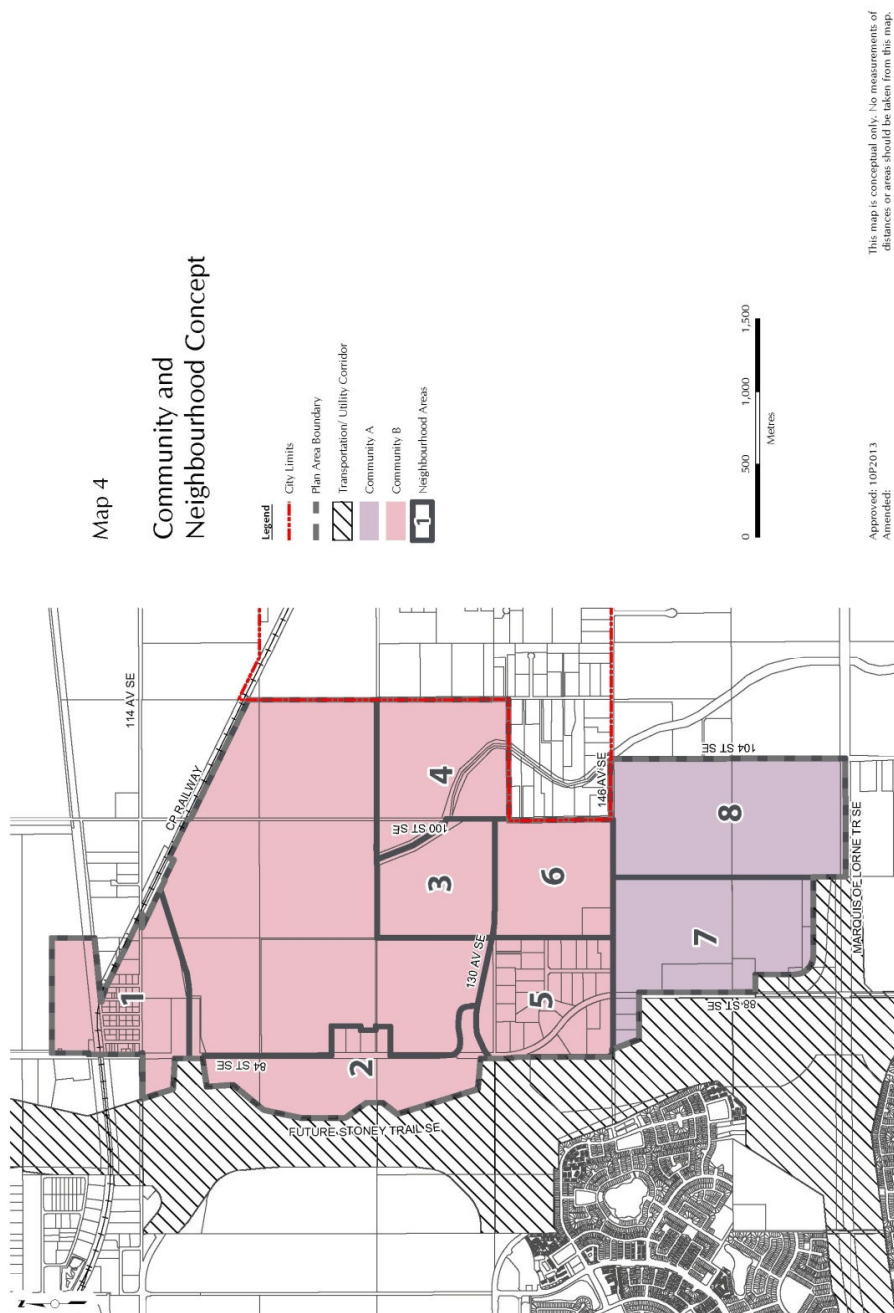 Map 4
Community and
Neighbourhood Concept
Legend
City Limits
Plan Area Boundary
Transportation/ Utility Corridor
Community A
Community B
1
Neighbourhood Areas
0
500
1,000
1,500
Metres
Approved: 10P2013
Amended:
This map is conceptual only. No measurements of
distances or areas should be taken from this map.
114 AV SE
CP RAILWAY
1
84 ST SE
2
FUTURE STONEY TRAIL SE
100 ST SE
4
3
130 AV SE
5
6
146 AV SE
104 ST SE
7
8
88 ST SE
MARQUIS OF LORNE TR SE